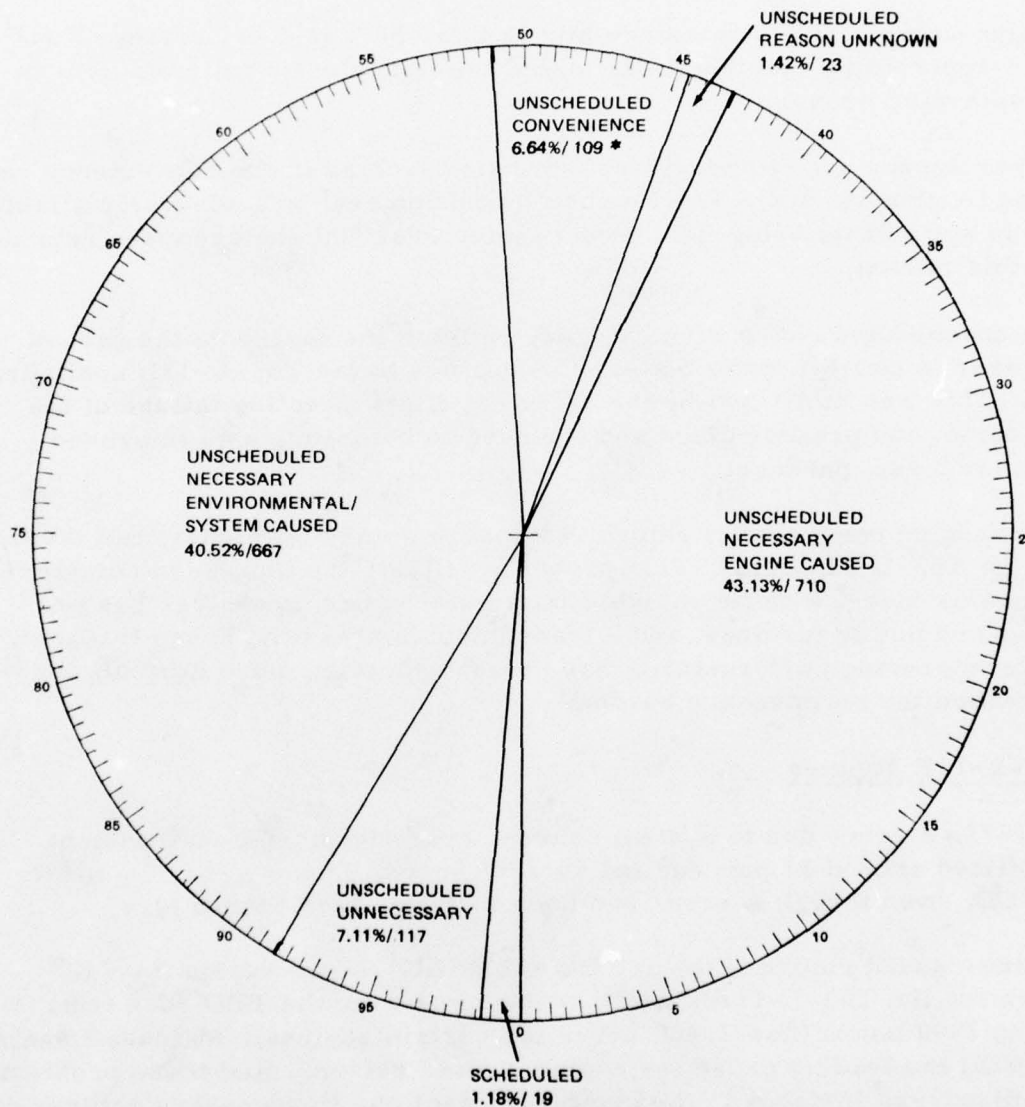 UNSCHEDULED
REASON UNKNOWN
1.42%/ 23
50
55
45
UNSCHEDULED
CONVENIENCE
6.64%/ 109 *
60
40
65
35
70
30
UNSCHEDULED
NECESSARY
ENVIRONMENTAL/
SYSTEM CAUSED
40.52%/667
UNSCHEDULED
NECESSARY
ENGINE CAUSED
43.13%/ 710
75
2
80
20
85
15
UNSCHEDULED
UNNECESSARY
7.11%/117
90
10
95
5
0
SCHEDULED
1.18%/ 19